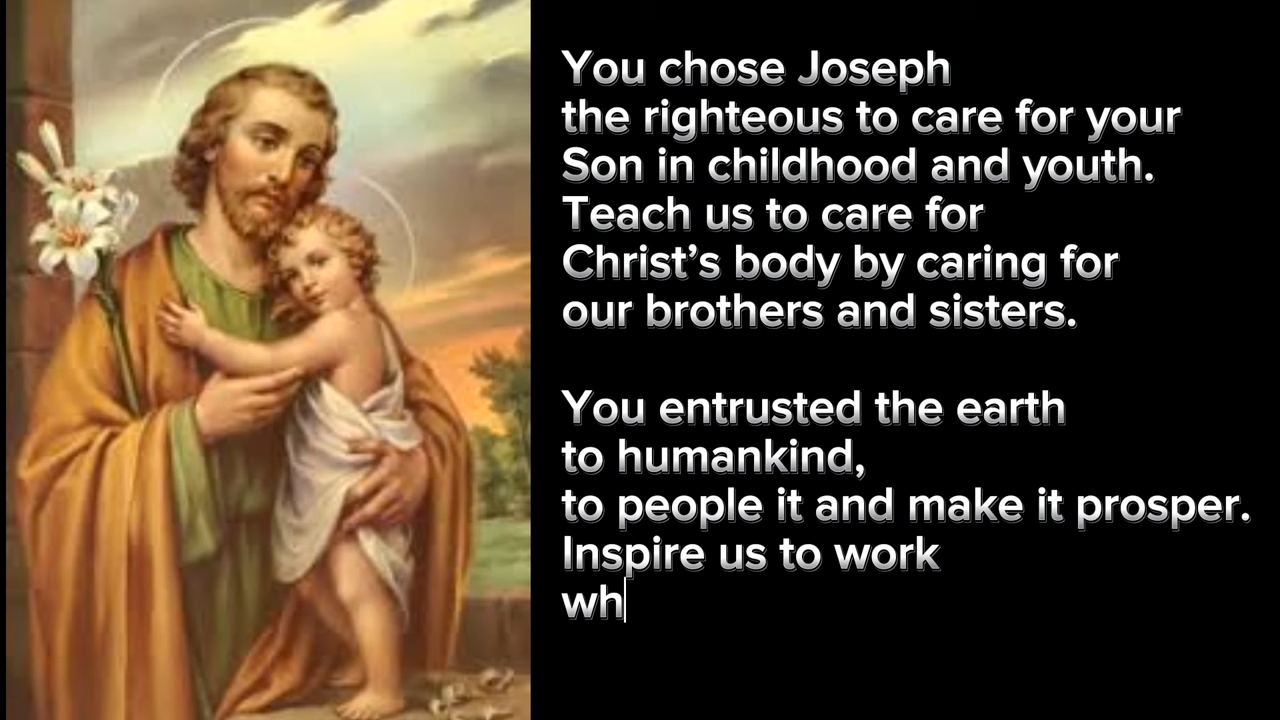 You chose Joseph
the righteous to care for your
Son in childhood and youth.
Teach us to care for
Christ’s body by caring for
our brothers and sisters.
You entrusted the earth
to humankind,
to people it and make it prosper.
Inspire us to work
wh